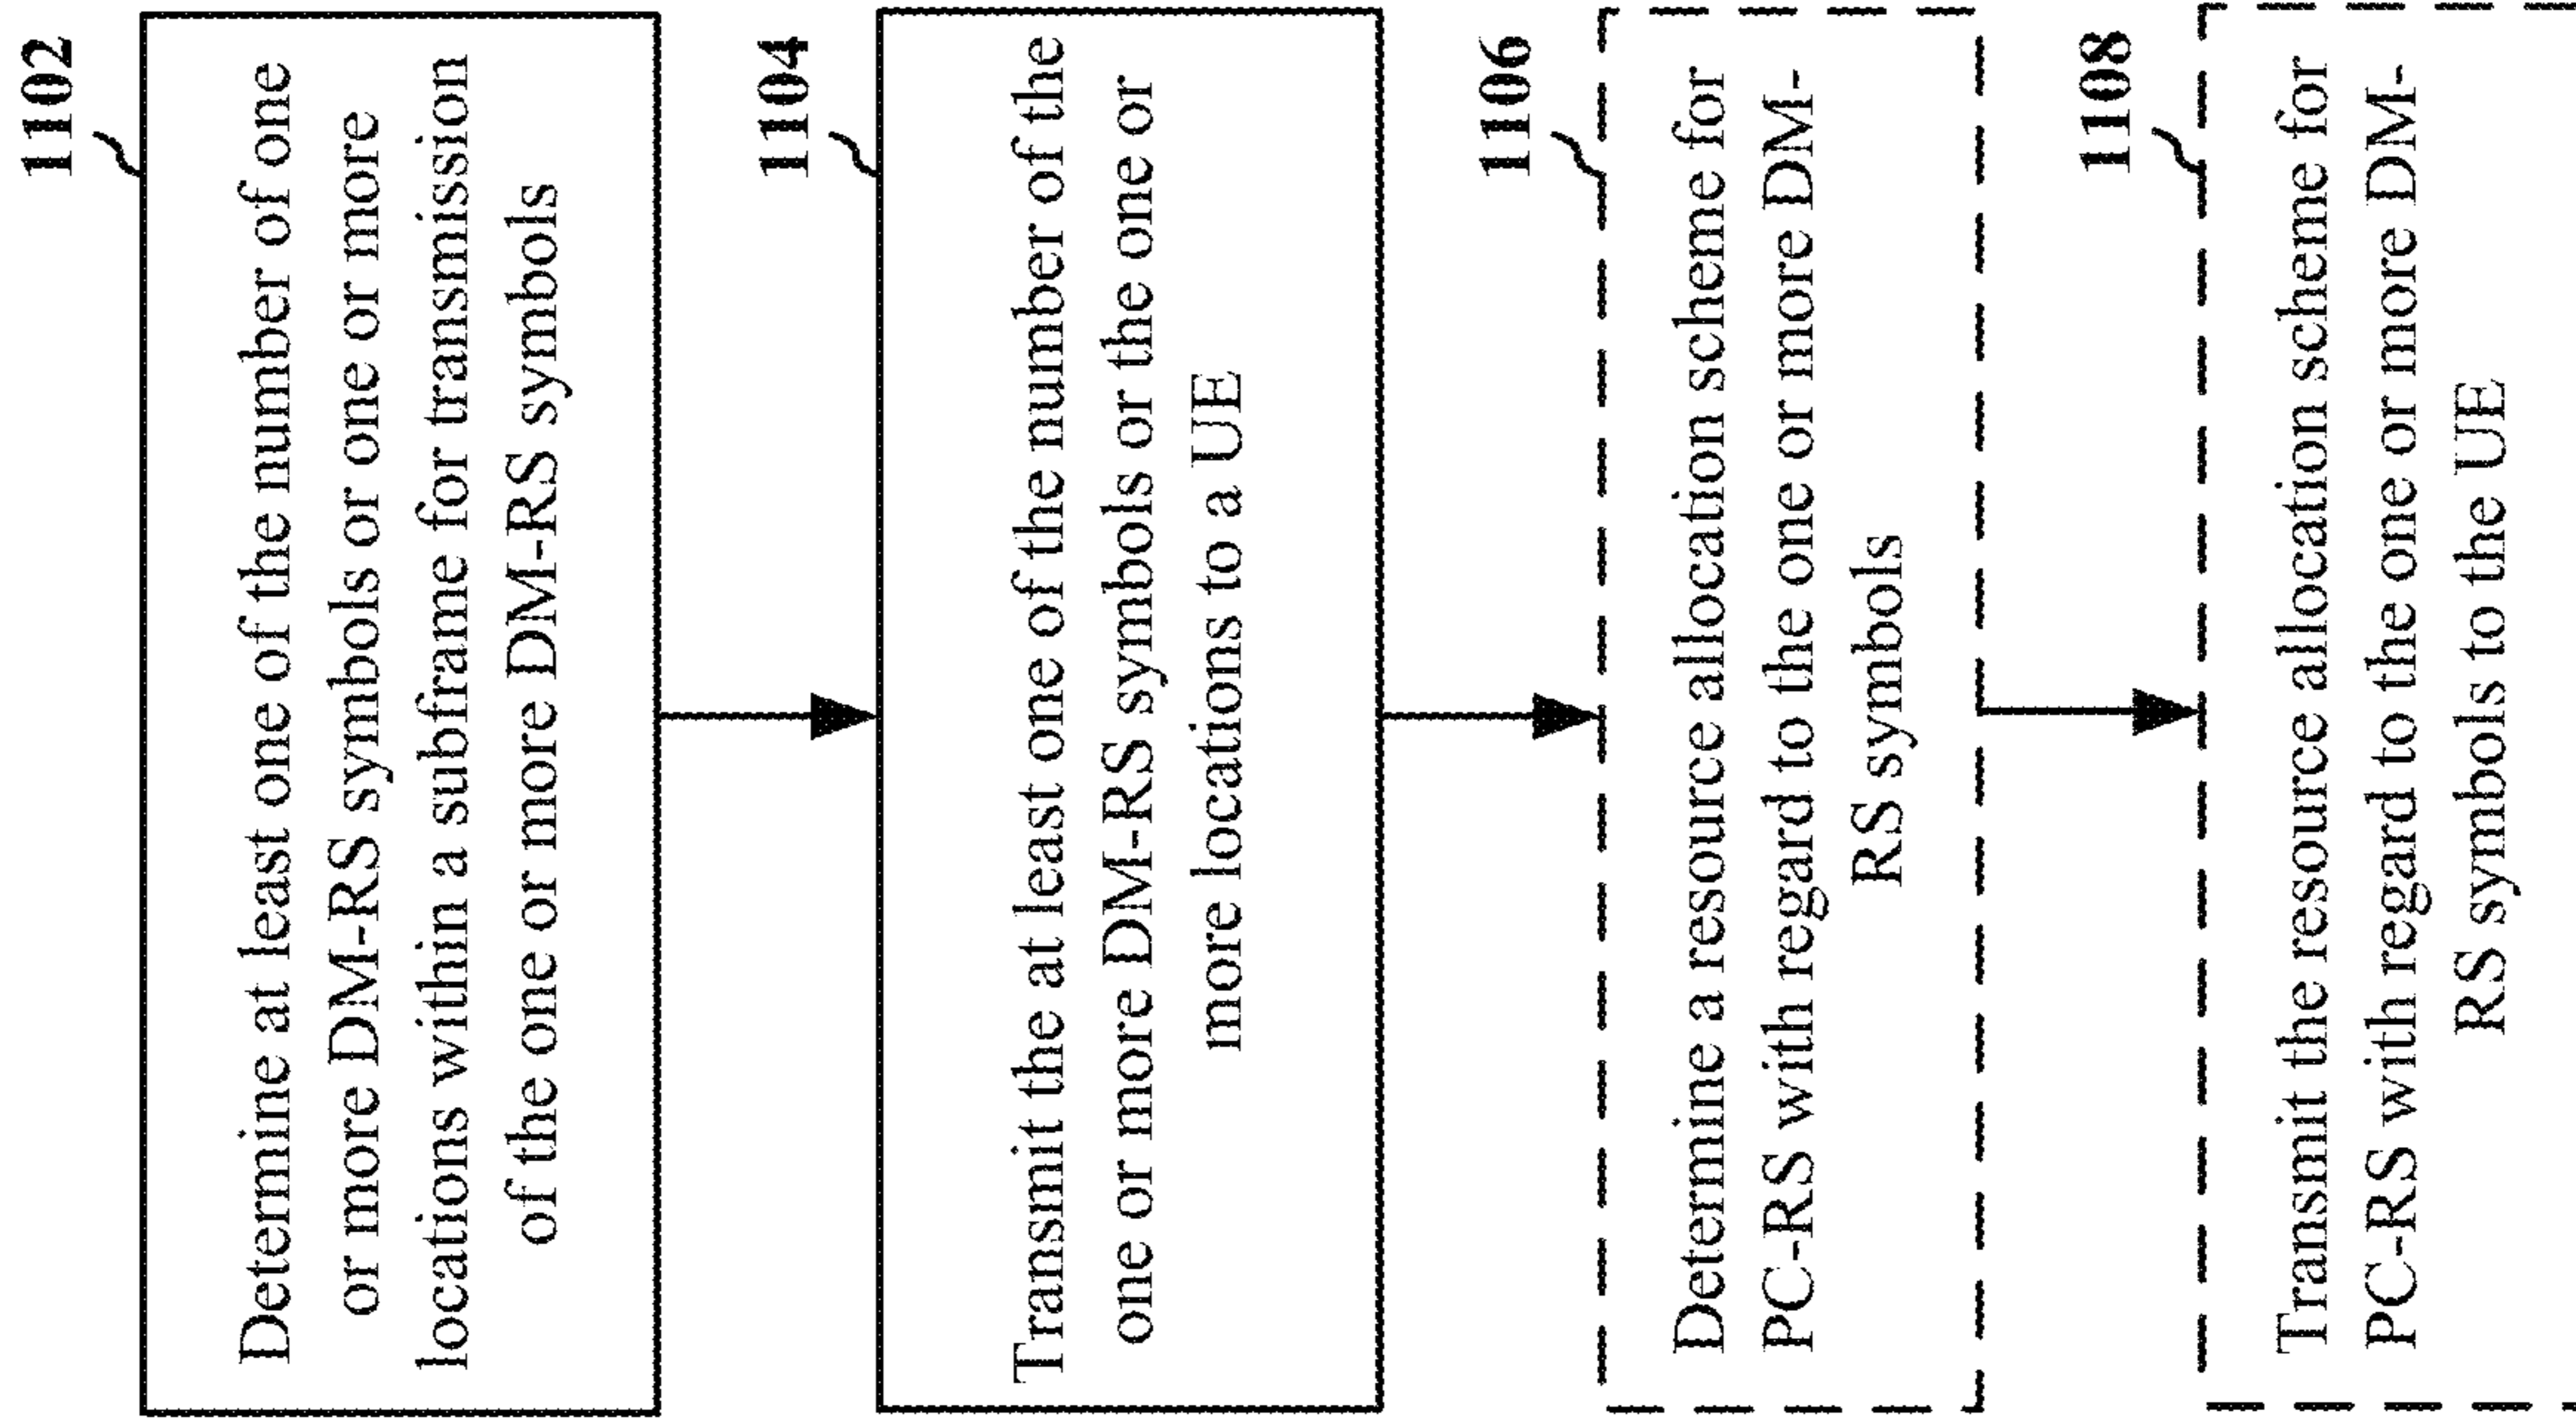 1102
Determine at least one of the number of one
or more DM-RS symbols or one or more
locations within a subframe for transmission
of the one or more DM-RS symbols
1104
Transmit the at least one of the number of the
one or more DM-RS symbols or the one or
more locations to a UE
1106
Determine a resource allocation scheme for
PC-RS with regard to the one or more DM-
RS symbols
1108
Transmit the resource allocation scheme for
PC-RS with regard to the one or more DM-
RS symbols to the UE